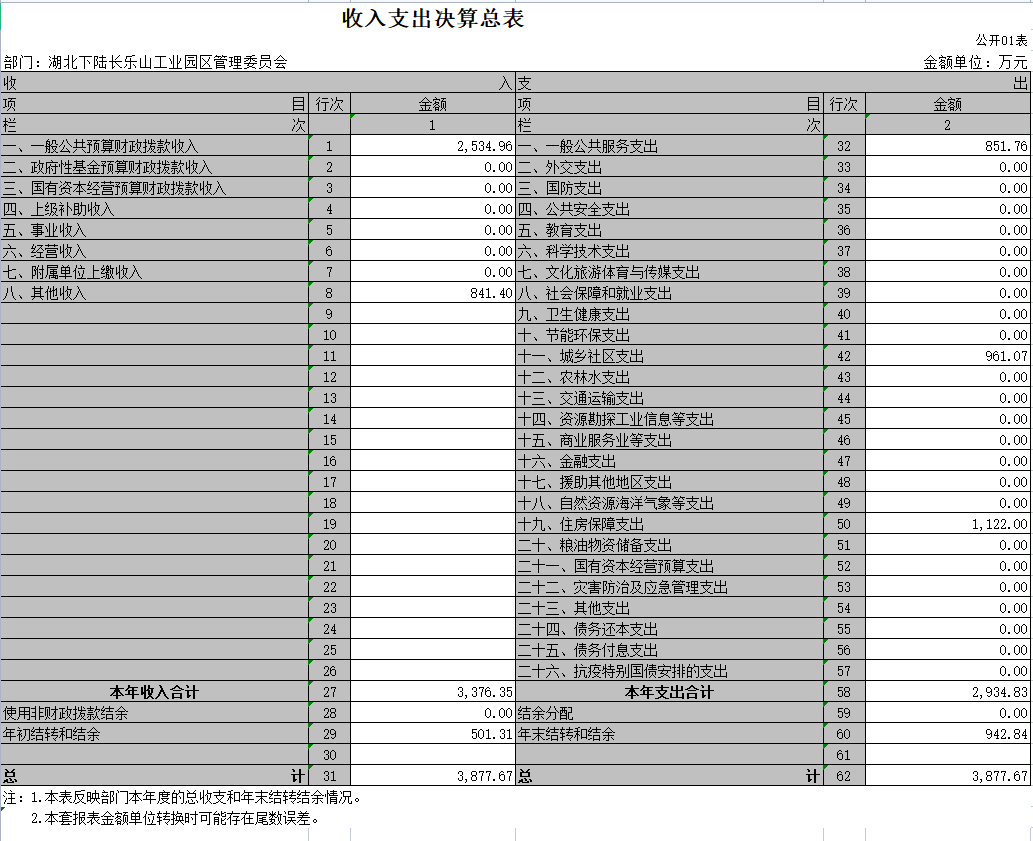 收入支出决算总表
公开01表
部门：湖北下陆长乐山工业园区管理委员会 金额单位：万元
收 入 支 出
项 目 行次 金额 项 目 行次 金额
栏 次 1 栏 次 2
一、一般公共预算财政拨款收入 1 2,534.96 一、一般公共服务支出 32 851.76
二、政府性基金预算财政拨款收入 2 0.00 二、外交支出 33 0.00
三、国有资本经营预算财政拨款收入 3 0.00 三、国防支出 34 0.00
四、上级补助收入 4 0.00 四、公共安全支出 35 0.00
五、事业收入 5 0.00 五、教育支出 36 0.00
六、经营收入 6 0.00 六、科学技术支出 37 0.00
七、附属单位上缴收入 7 0.00 七、文化旅游体育与传媒支出 38 0.00
八、其他收入 8 841.40 八、社会保障和就业支出 39 0.00
9 九、卫生健康支出 40 0.00
10 十、节能环保支出 41 0.00
11 十一、城乡社区支出 42 961.07
12 十二、农林水支出 43 0.00
13 十三、交通运输支出 44 0.00
14 十四、资源勘探工业信息等支出 45 0.00
15 十五、商业服务业等支出 46 0.00
16 十六、金融支出 47 0.00
17 十七、援助其他地区支出 48 0.00
18 十八、自然资源海洋气象等支出 49 0.00
19 十九、住房保障支出 50 1,122.00
20 二十、粮油物资储备支出 51 0.00
21 二十一、国有资本经营预算支出 52 0.00
22 二十二、灾害防治及应急管理支出 53 0.00
23 二十三、其他支出 54 0.00
24 二十四、债务还本支出 55 0.00
25 二十五、债务付息支出 56 0.00
26 二十六、抗疫特别国债安排的支出 57 0.00
本年收入合计 27 3,376.35 本年支出合计 58 2,934.83
使用非财政拨款结余 28 0.00 结余分配 59 0.00
年初结转和结余 29 501.31 年末结转和结余 60 942.84
30 61
总 计 31 3,877.67 总 计 62 3,877.67
注：1.本表反映部门本年度的总收支和年末结转结余情况。
2.本套报表金额单位转换时可能存在尾数误差。